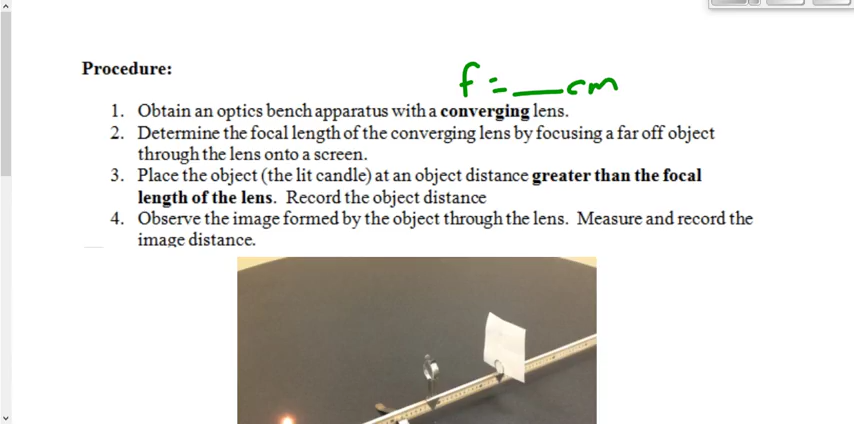 Procedure:
f = ___ cm
1. Obtain an optics bench apparatus with a converging lens.
2. Determine the focal length of the converging lens by focusing a far off object
through the lens onto a screen.
3. Place the object (the lit candle) at an object distance greater than the focal
length of the lens. Record the object distance
4. Observe the image formed by the object through the lens. Measure and record the
image distance.